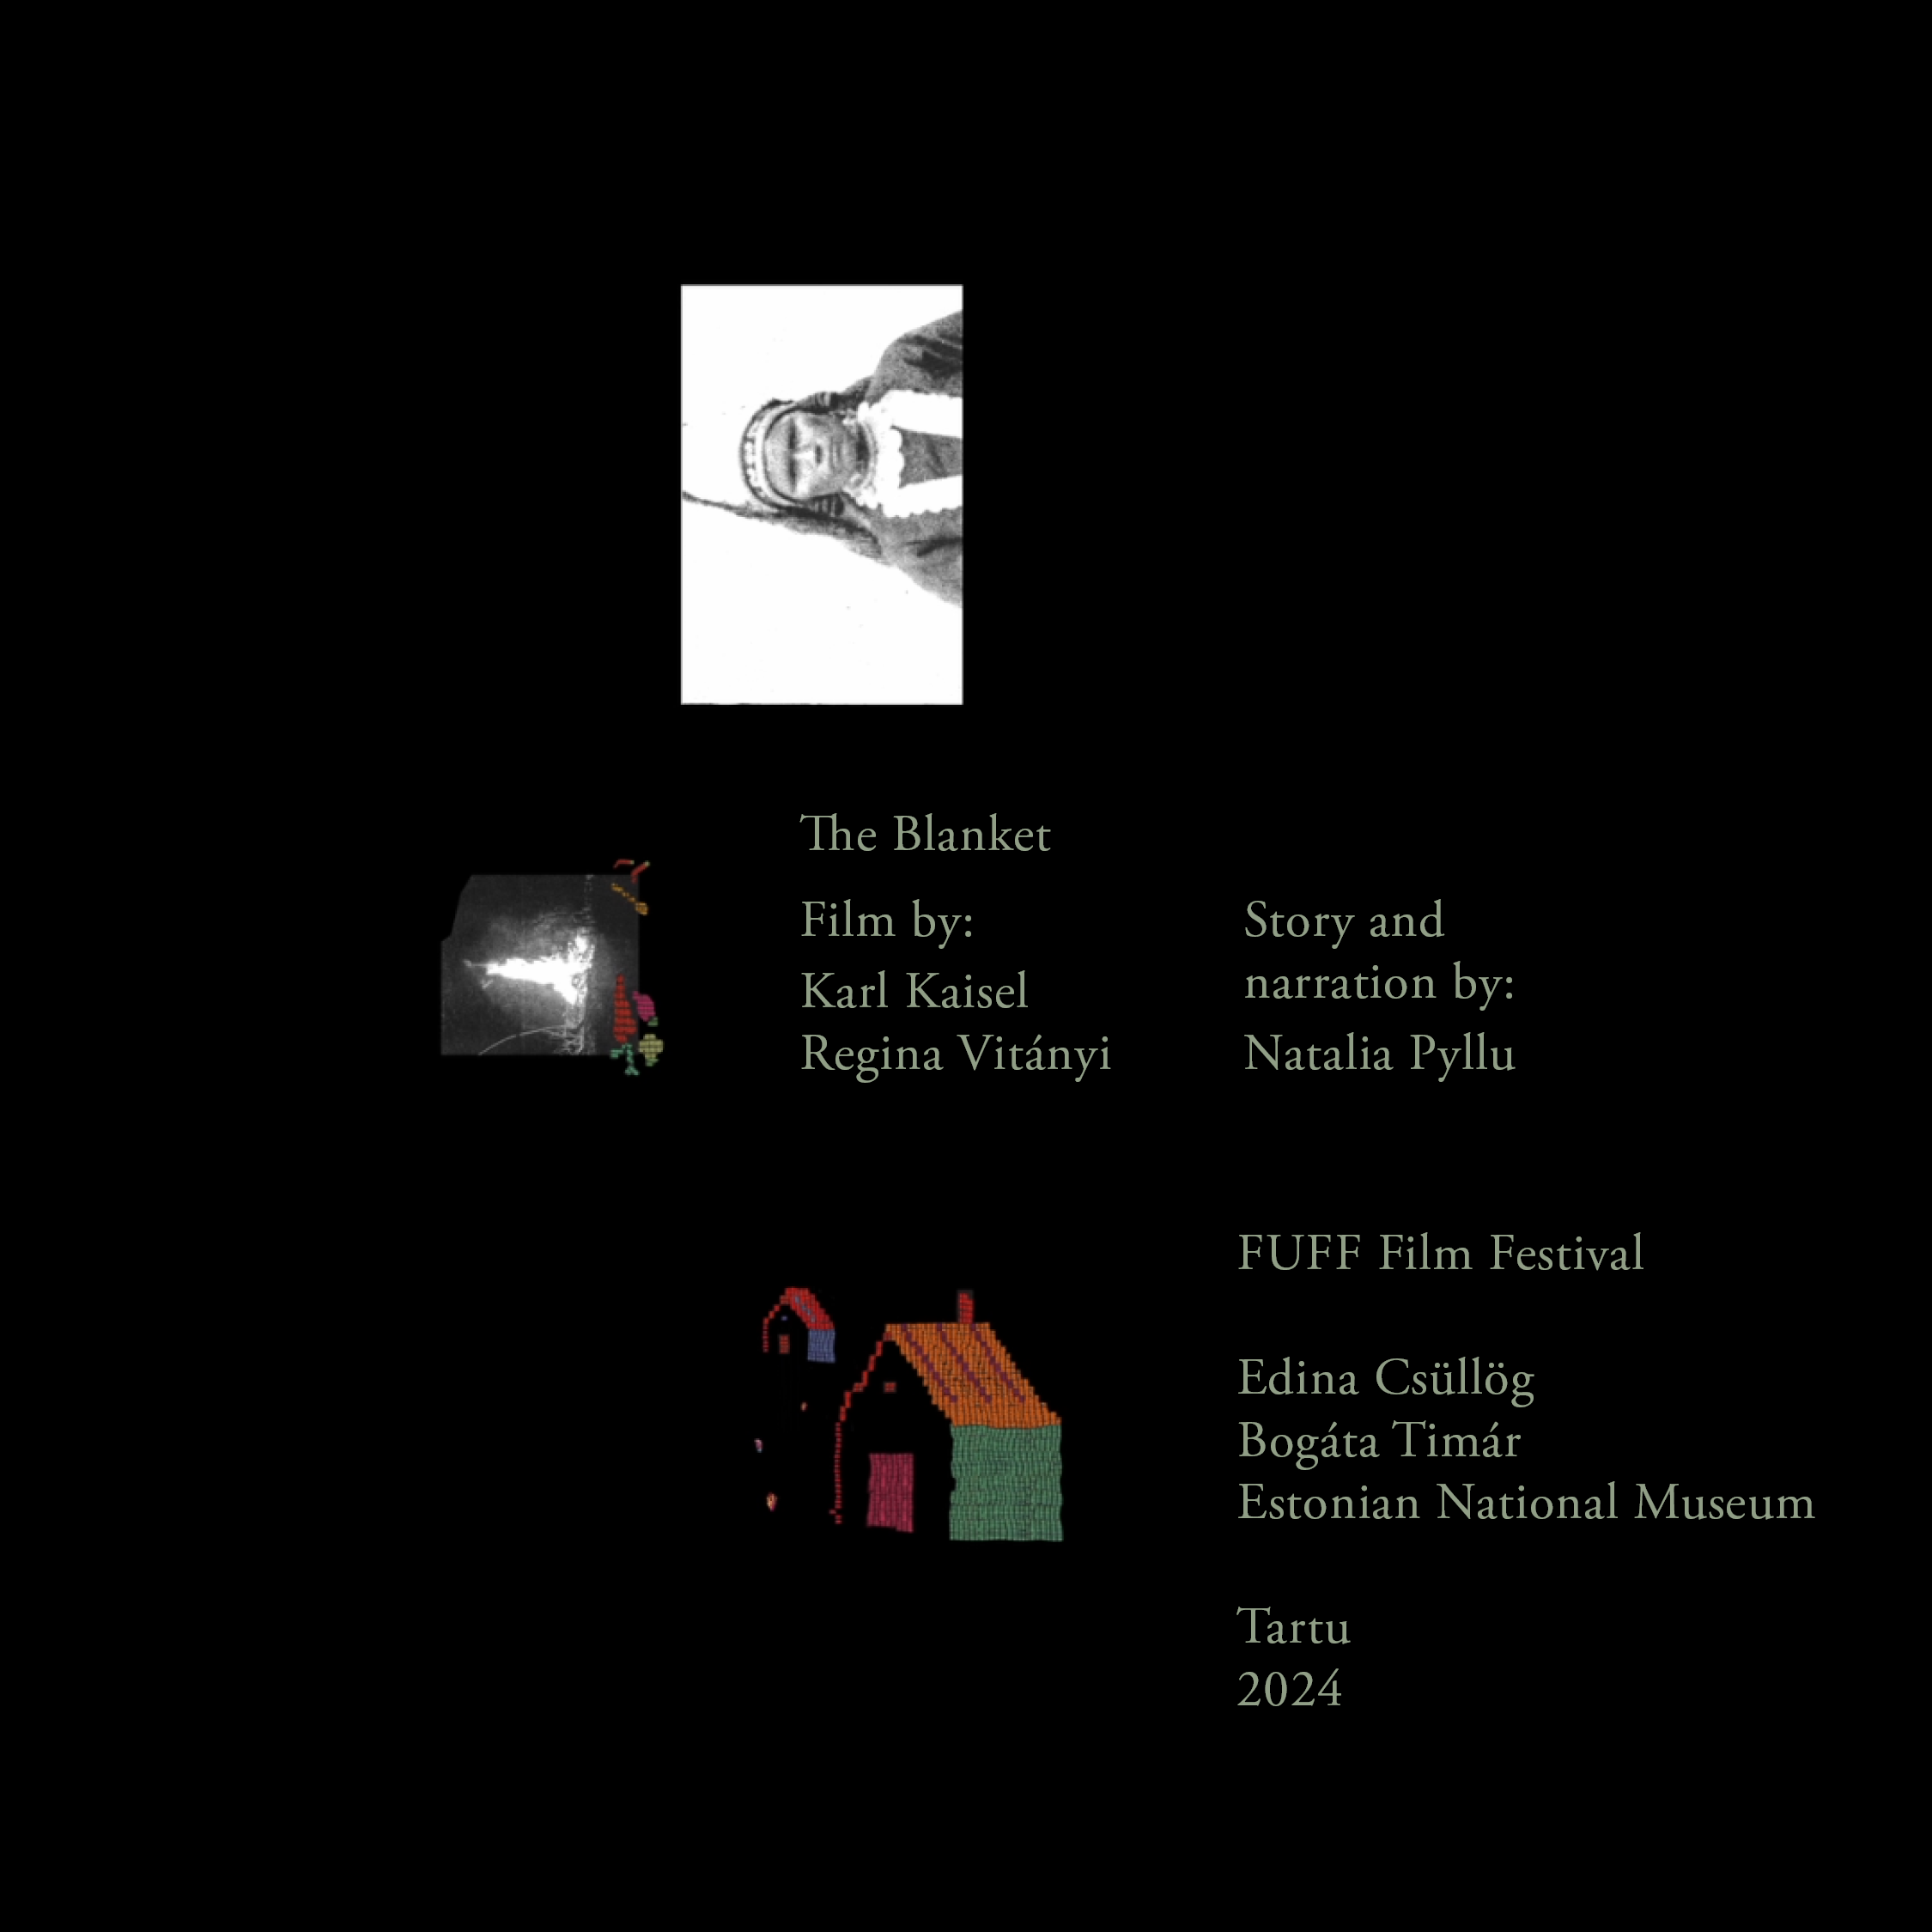 The Blanket
Film by:
Karl Kaisel
Regina Vitányi
Story and
narration by:
Natalia Pyllu
FUFF Film Festival
Edina Csüllög
Bogáta Timár
Estonian National Museum
Tartu
2024